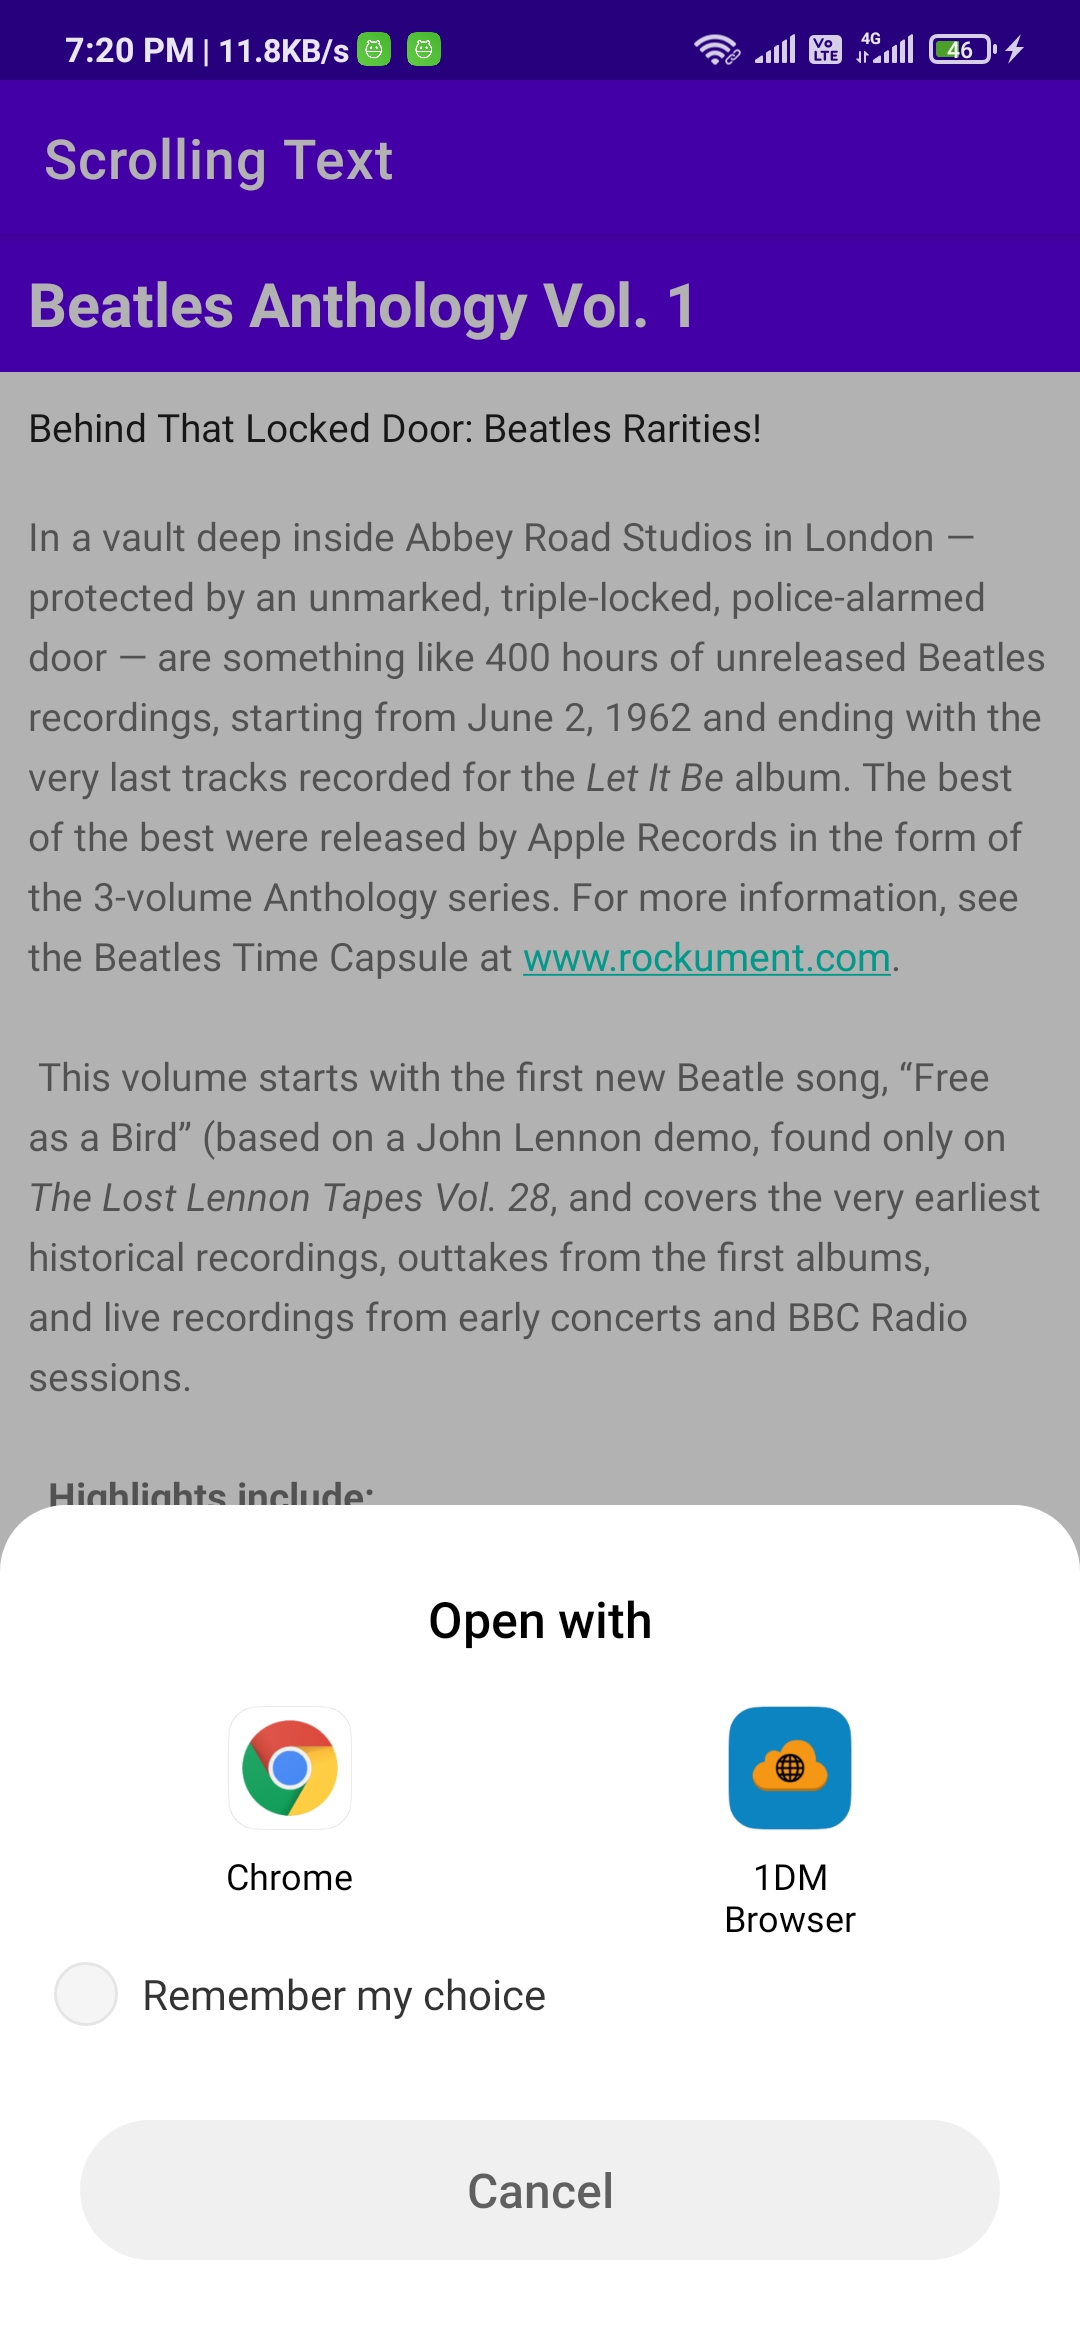 7:20 PM | 11.8KB/s Vo LTE 4G 46
Scrolling Text
Beatles Anthology Vol. 1
Behind That Locked Door: Beatles Rarities!
In a vault deep inside Abbey Road Studios in London —
protected by an unmarked, triple-locked, police-alarmed
door — are something like 400 hours of unreleased Beatles
recordings, starting from June 2, 1962 and ending with the
very last tracks recorded for the Let It Be album. The best
of the best were released by Apple Records in the form of
the 3-volume Anthology series. For more information, see
the Beatles Time Capsule at www.rockument.com.
This volume starts with the first new Beatle song, “Free
as a Bird” (based on a John Lennon demo, found only on
The Lost Lennon Tapes Vol. 28, and covers the very earliest
historical recordings, outtakes from the first albums,
and live recordings from early concerts and BBC Radio
sessions.
Highlights include:
Open with
Chrome
1DM
Browser
Remember my choice
Cancel